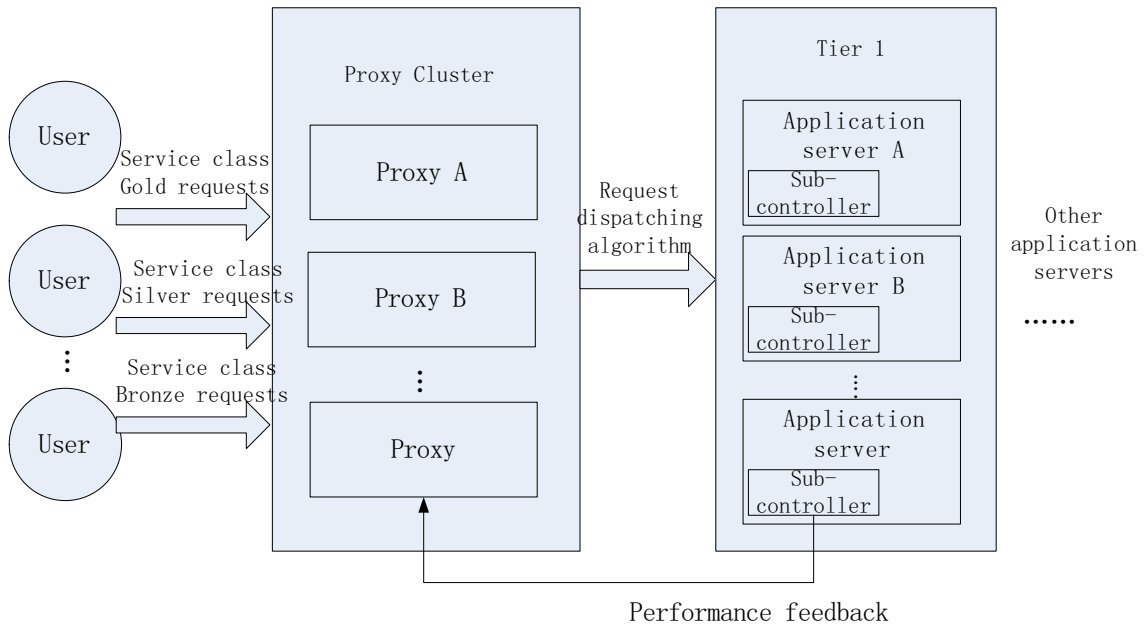 User
User
...
User
Service class
Gold requests
Service class
Silver requests
Service class
Bronze requests
Proxy Cluster
Proxy A
Proxy B
...
Proxy
Request
dispatching
algorithm
Tier 1
Application
server A
Sub-
controller
Application
server B
Sub-
controller
......
Application
server
Sub-
controller
Other
application
servers
......
Performance feedback